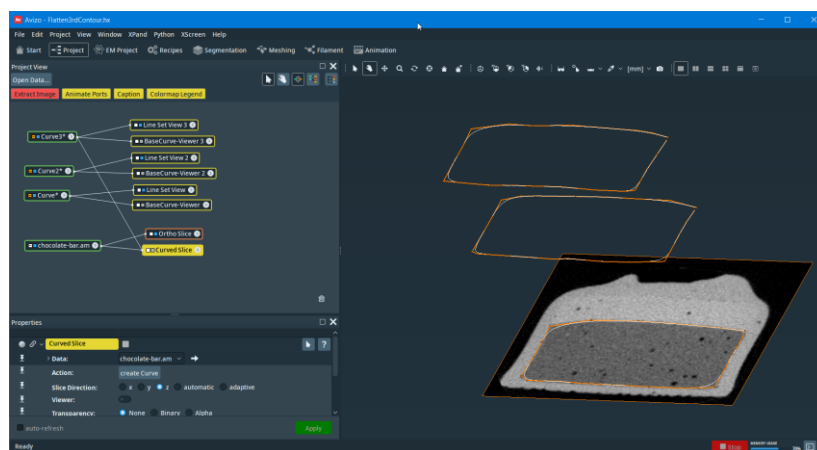 Avizo - Flatten3rdContour.hx
File Edit Project View Window XPand Python XScreen Help
Start Project EM Project Recipes Segmentation Meshing Filament Animation
Project View
Open Data...
Extract Image Animate Ports Caption Colormap Legend
[mm]
Line Set View 3
Curve3*
BaseCurve-Viewer 3
Line Set View 2
Curve2*
BaseCurve-Viewer 2
Line Set View
Curve*
BaseCurve-Viewer
Ortho Slice
chocolate-bar.am
Curved Slice
Properties
Curved Slice
?
Data: chocolate-bar.am
Action: create Curve
Slice Direction: x y z automatic adaptive
Viewer:
Transparency: None Binary Alpha
auto-refresh Apply
Ready Stop MEMORY USAGE